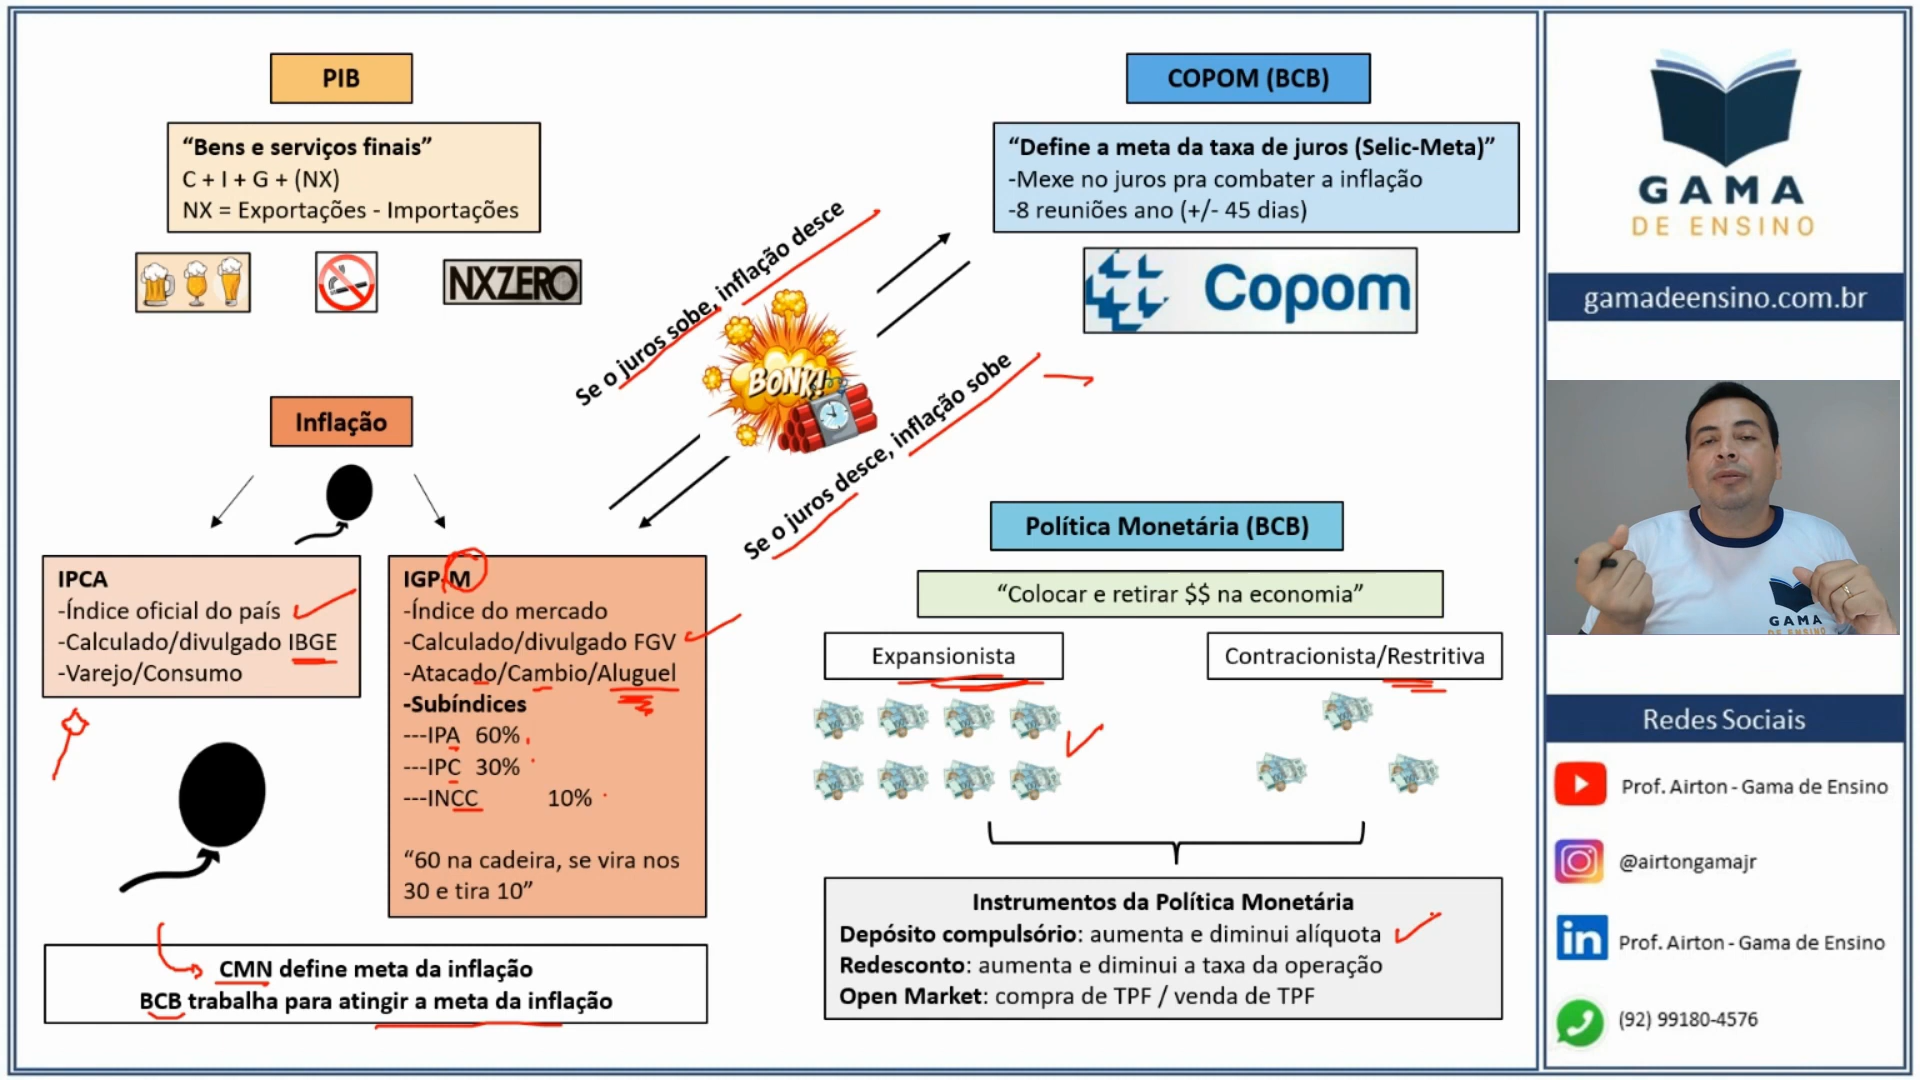 PIB
“Bens e serviços finais”
C + I + G + (NX)
NX = Exportações - Importações
NXZERO
COPOM (BCB)
“Define a meta da taxa de juros (Selic-Meta)”
-Mexe no juros pra combater a inflação
-8 reuniões ano (+/- 45 dias)
Copom
Se o juros sobe, inflação desce
BONK!
Se o juros desce, inflação sobe
Inflação
IPCA
-Índice oficial do país
-Calculado/divulgado IBGE
-Varejo/Consumo
IGP-M
-Índice do mercado
-Calculado/divulgado FGV
-Atacado/Cambio/Aluguel
-Subíndices
---IPA 60%
---IPC 30%
---INCC 10%
“60 na cadeira, se vira nos
30 e tira 10”
CMN define meta da inflação
BCB trabalha para atingir a meta da inflação
Política Monetária (BCB)
“Colocar e retirar $$ na economia”
Expansionista
Contracionista/Restritiva
Instrumentos da Política Monetária
Depósito compulsório: aumenta e diminui alíquota
Redesconto: aumenta e diminui a taxa da operação
Open Market: compra de TPF / venda de TPF
GAMA
DE ENSINO
gamadeensino.com.br
GAMA
DE ENSINO
Redes Sociais
Prof. Airton - Gama de Ensino
@airtongamajr
in
Prof. Airton - Gama de Ensino
(92) 99180-4576